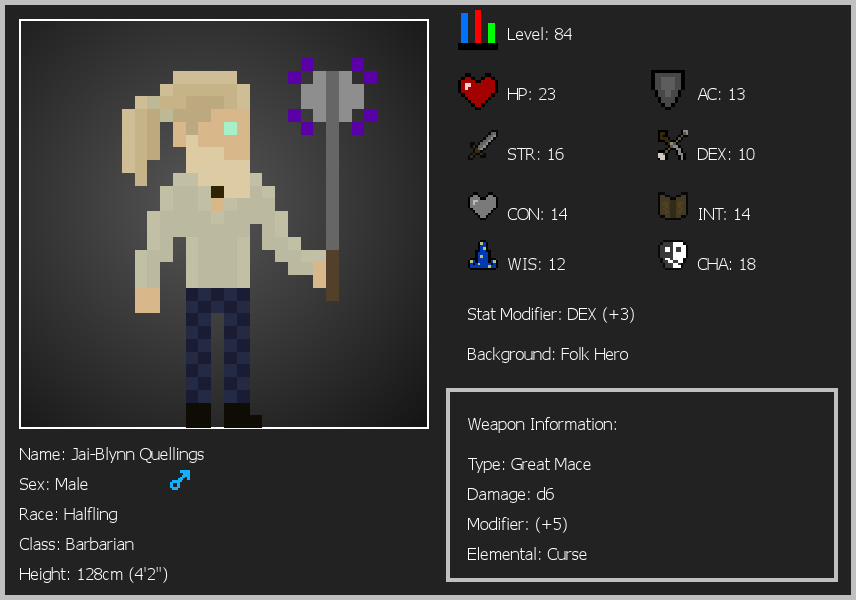 Level: 84
HP: 23
AC: 13
STR: 16
DEX: 10
CON: 14
INT: 14
WIS: 12
CHA: 18
Stat Modifier: DEX (+3)
Background: Folk Hero
Weapon Information:
Type: Great Mace
Damage: d6
Modifier: (+5)
Elemental: Curse
Name: Jai-Blynn Quellings
Sex: Male
Race: Halfling
Class: Barbarian
Height: 128cm (4'2")